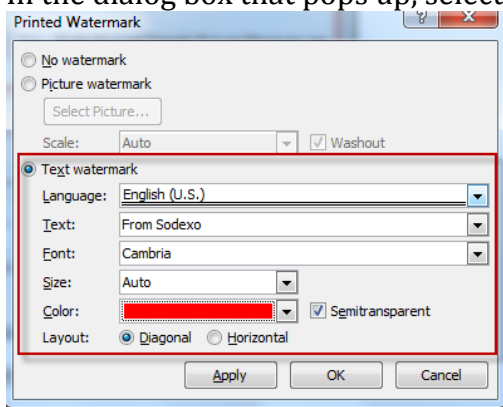 In the dialog box that pops up, select
Printed Watermark
No watermark
Picture watermark
Select Picture...
Scale: Auto Washout
Text watermark
Language: English (U.S.)
Text: From Sodexo
Font: Cambria
Size: Auto
Color: Semitransparent
Layout: Diagonal Horizontal
Apply OK Cancel